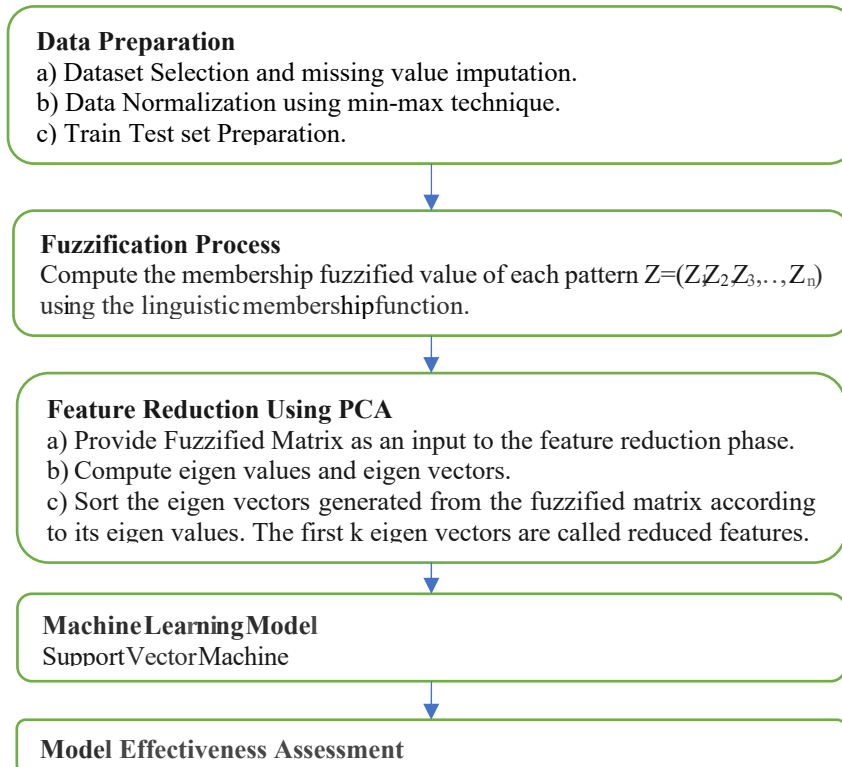 Data Preparation
a) Dataset Selection and missing value imputation.
b) Data Normalization using min-max technique.
c) Train Test set Preparation.
Fuzzification Process
Compute the membership fuzzified value of each pattern Z=(Z₁,Z₂,Z₃,..,Zₙ)
using the linguistic membership function.
Feature Reduction Using PCA
a) Provide Fuzzified Matrix as an input to the feature reduction phase.
b) Compute eigen values and eigen vectors.
c) Sort the eigen vectors generated from the fuzzified matrix according
to its eigen values. The first k eigen vectors are called reduced features.
Machine Learning Model
Support Vector Machine
Model Effectiveness Assessment